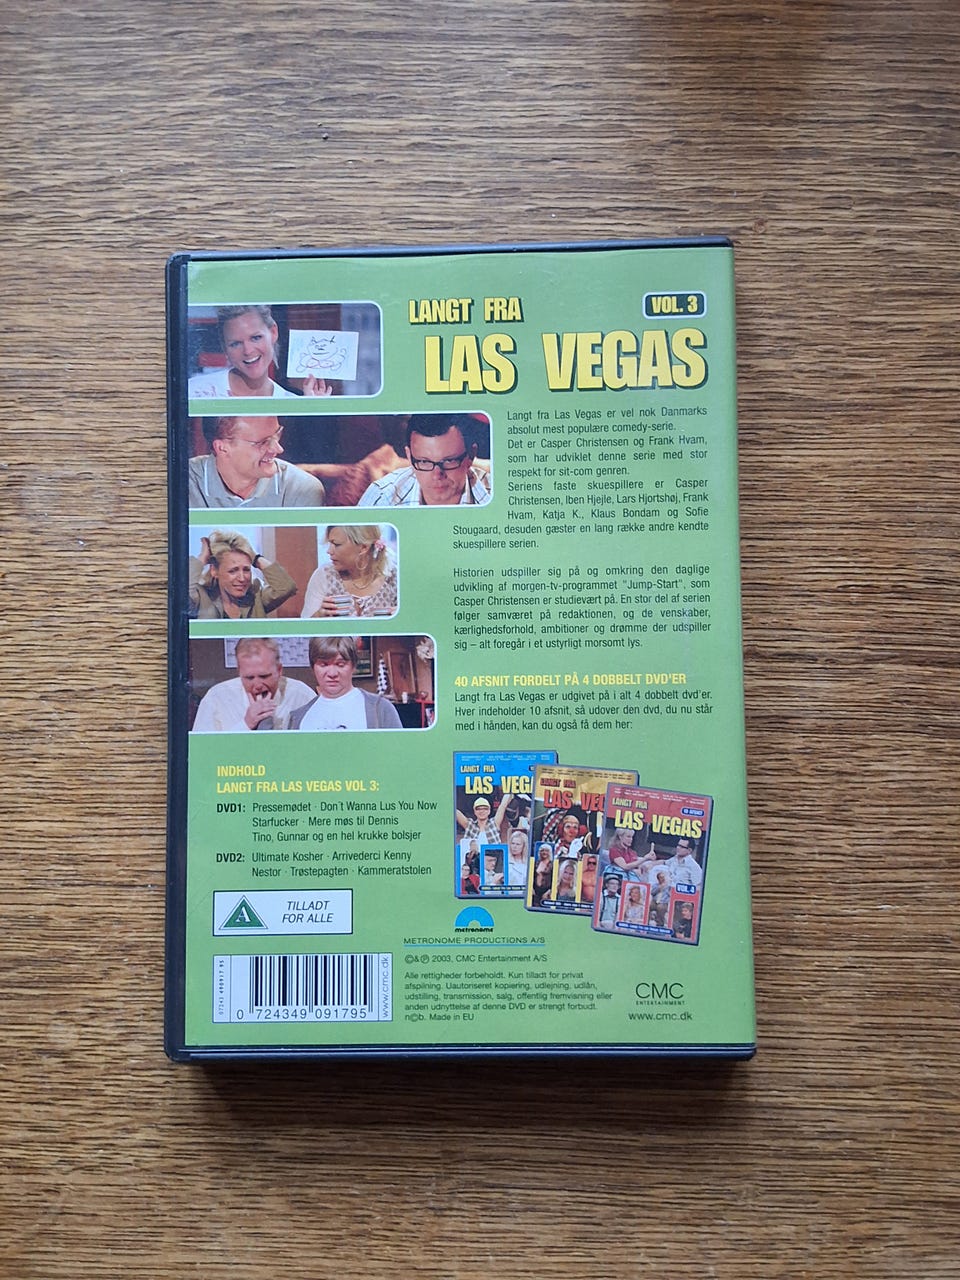 LANGT FRA
VOL. 3
LAS VEGAS
Langt fra Las Vegas er vel nok Danmarks
absolut mest populære comedy-serie.
Det er Casper Christensen og Frank Hvam,
som har udviklet denne serie med stor
respekt for sit-com genren.
Seriens faste skuespillere er Casper
Christensen, Iben Hjejle, Lars Hjortshøj, Frank
Hvam, Katja K., Klaus Bondam og Sofie
Stougaard, desuden gæster en lang række andre kendte
skuespillere serien.
Historien udspiller sig på og omkring den daglige
udvikling af morgen-tv-programmet "Jump-Start", som
Casper Christensen er studievært på. En stor del af serien
følger samværet på redaktionen, og de venskaber,
kærlighedsforhold, ambitioner og drømme der udspiller
sig – alt foregår i et ustyrligt morsomt lys.
40 AFSNIT FORDELT PÅ 4 DOBBELT DVD'ER
Langt fra Las Vegas er udgivet på i alt 4 dobbelt dvd'er.
Hver indeholder 10 afsnit, så udover den dvd, du nu står
med i hånden, kan du også få dem her:
INDHOLD
LANGT FRA LAS VEGAS VOL 3:
DVD1: Pressemødet · Don´t Wanna Lus You Now
Starfucker · Mere møs til Dennis
Tino, Gunnar og en hel krukke bolsjer
DVD2: Ultimate Kosher · Arrivederci Kenny
Nestor · Trøstepagten · Kammeratstolen
A
TILLADT
FOR ALLE
LANGT FRA
LAS VEGA
LANGT FRA
LAS VE
LANGT FRA
LAS VEGAS
VOL. 4
metronome
METRONOME PRODUCTIONS A/S
©&℗ 2003, CMC Entertainment A/S
Alle rettigheder forbeholdt. Kun tilladt for privat
afspilning. Uautoriseret kopiering, udlejning, udlån,
udstilling, transmission, salg, offentlig fremvisning eller
anden udnyttelse af denne DVD er strengt forbudt.
n©b. Made in EU
CMC
ENTERTAINMENT
www.cmc.dk
0 724349 091795
www.cmc.dk
0743 490917 95